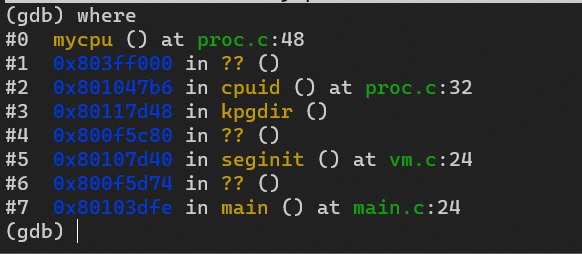 (gdb) where
#0  mycpu () at proc.c:48
#1  0x803ff000 in ?? ()
#2  0x801047b6 in cpuid () at proc.c:32
#3  0x80117d48 in kpgdir ()
#4  0x800f5c80 in ?? ()
#5  0x80107d40 in seginit () at vm.c:24
#6  0x800f5d74 in ?? ()
#7  0x80103dfe in main () at main.c:24
(gdb)